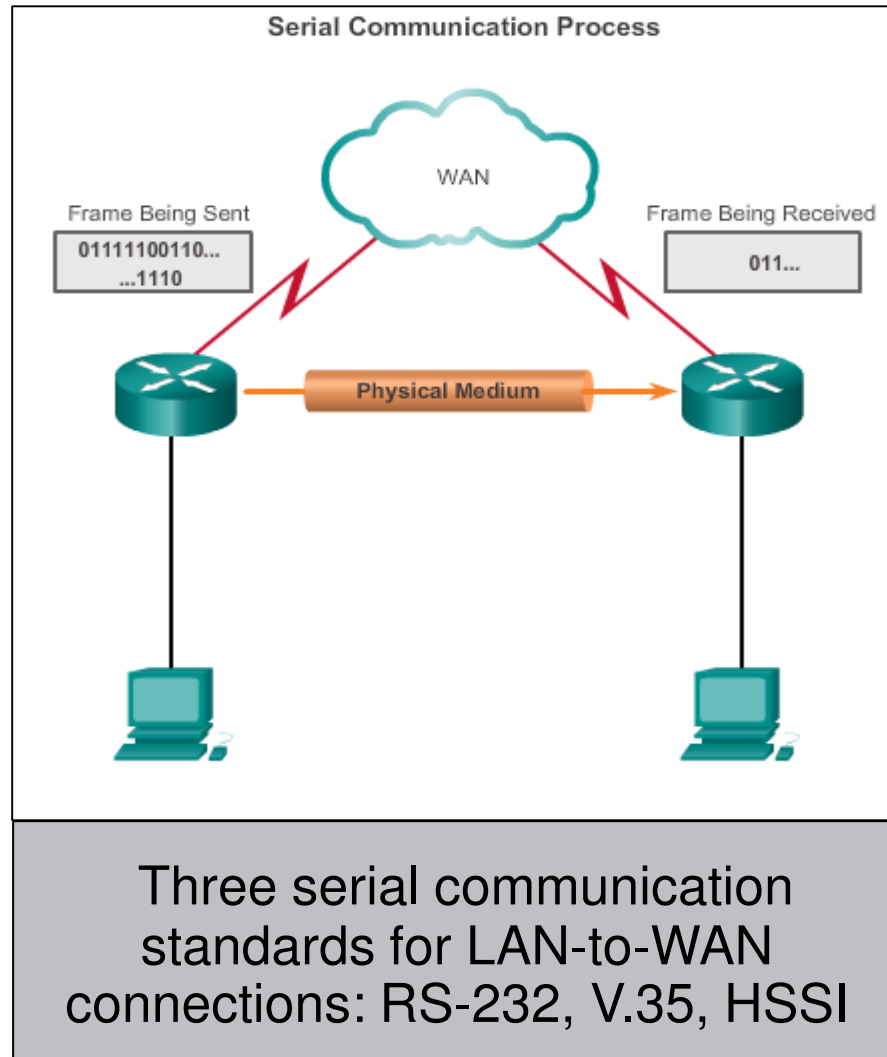 Serial Communication Process
WAN
Frame Being Sent
01111100110...
...1110
Frame Being Received
011...
Physical Medium
Three serial communication
standards for LAN-to-WAN
connections: RS-232, V.35, HSSI